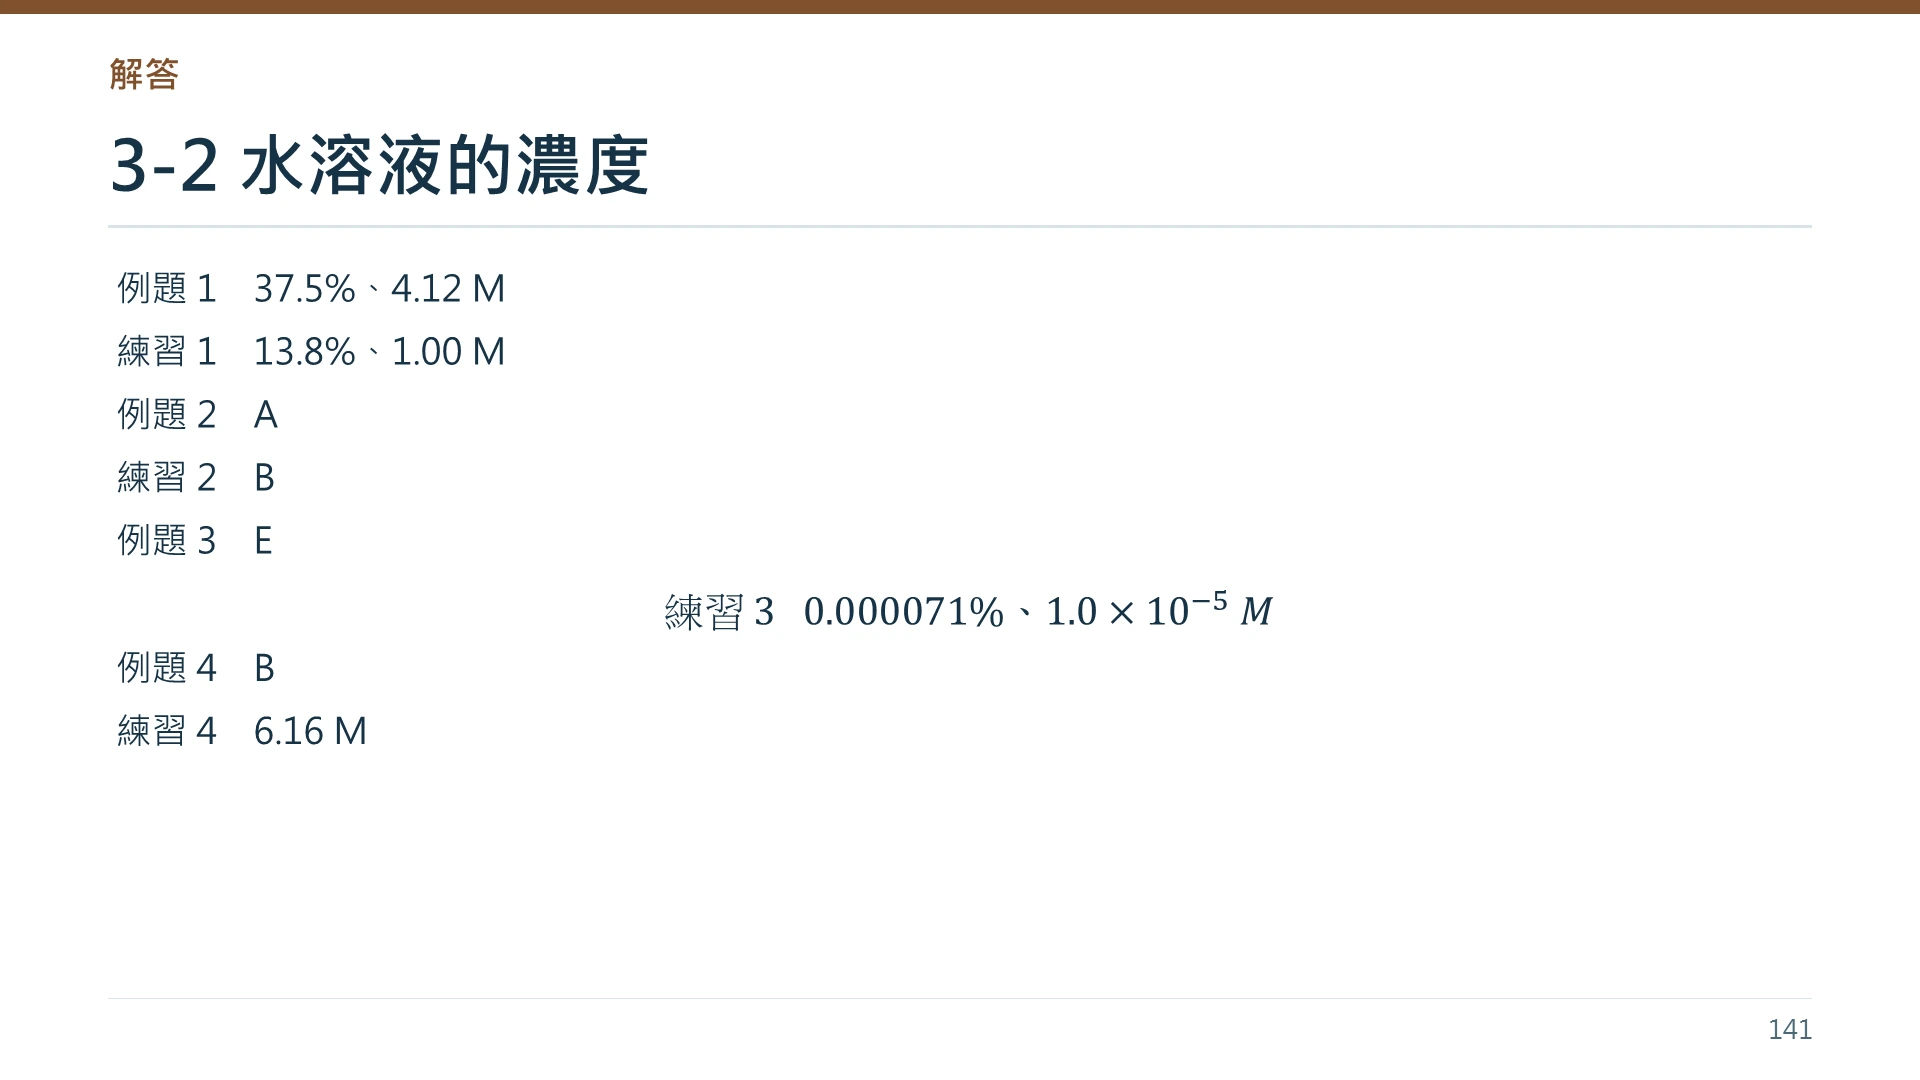 解答
3-2 水溶液的濃度
例題 1 37.5%、4.12 M
練習 1 13.8%、1.00 M
例題 2 A
練習 2 B
例題 3 E
練習 3 0.000071%、1.0 × 10⁻⁵ M
例題 4 B
練習 4 6.16 M
141